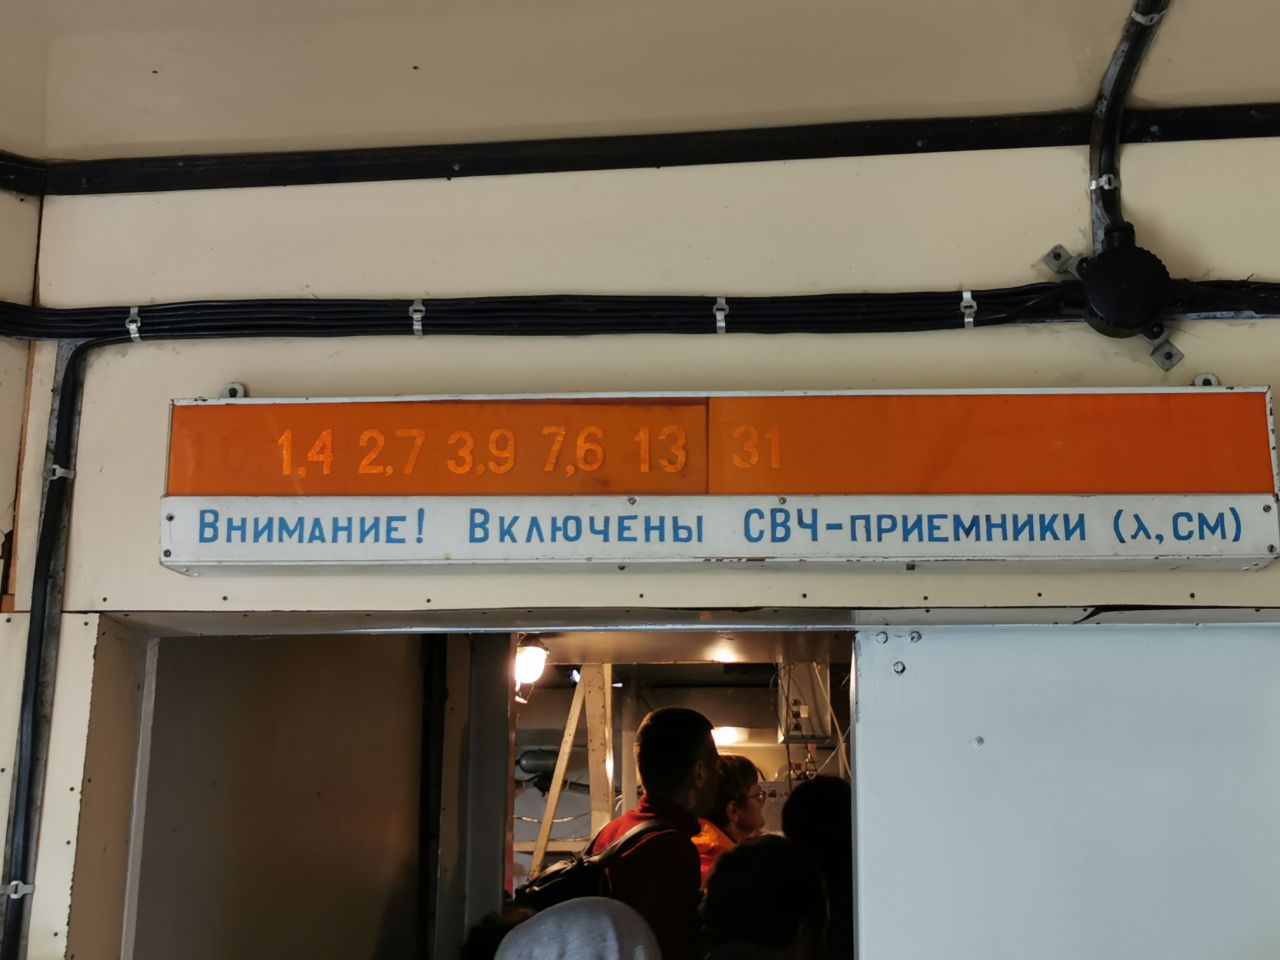 1,4 2,7 3,9 7,6 13 31
Внимание! Включены СВЧ-приемники (λ,см)